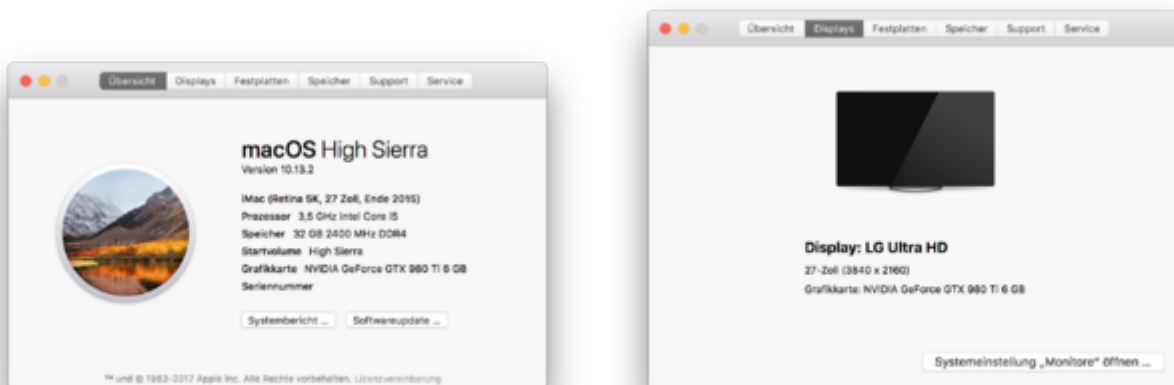 Übersicht Displays Festplatten Speicher Support Service
macOS High Sierra
Version 10.13.2
iMac (Retina 5K, 27 Zoll, Ende 2015)
Prozessor 3,5 GHz Intel Core i5
Speicher 32 GB 2400 MHz DDR4
Startvolume High Sierra
Grafikkarte NVIDIA GeForce GTX 980 Ti 6 GB
Seriennummer
Systembericht ...
Softwareupdate ...
™ und © 1983-2017 Apple Inc. Alle Rechte vorbehalten. Lizenzvereinbarung
Übersicht Displays Festplatten Speicher Support Service
Display: LG Ultra HD
27-Zoll (3840 x 2160)
Grafikkarte: NVIDIA GeForce GTX 980 Ti 6 GB
Systemeinstellung „Monitore“ öffnen ...